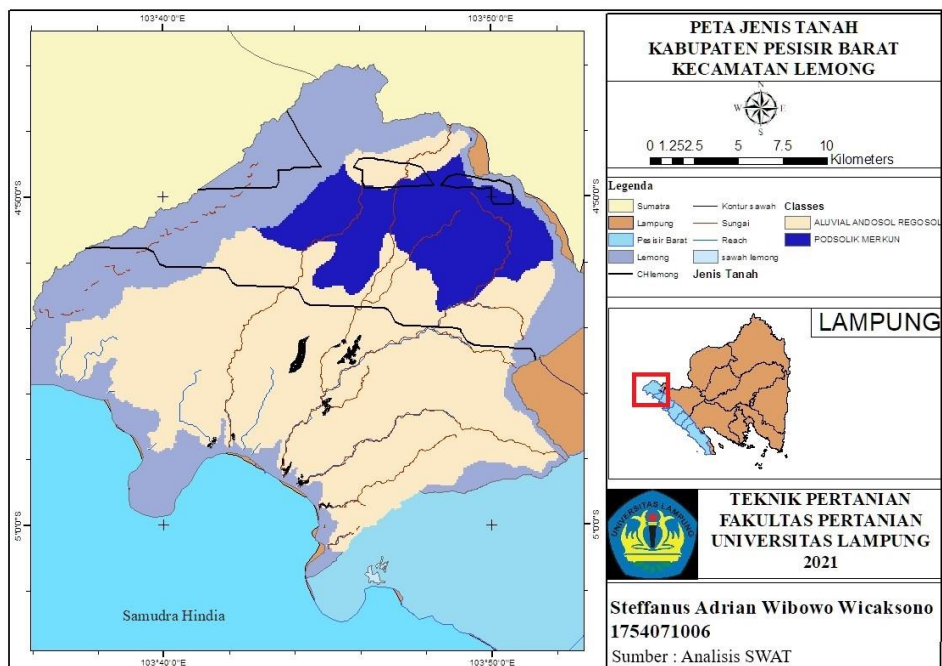 103°40'0"E
103°50'0"E
4°50'0"S
5°0'0"S
Samudra Hindia
103°40'0"E
103°50'0"E
4°50'0"S
5°0'0"S
PETA JENIS TANAH
KABUPATEN PESISIR BARAT
KECAMATAN LEMONG
N
W E
S
0 1.252.5 5 7.5 10
Kilometers
Legenda
Sumatra
Lampung
Pesisir Barat
Lemong
CHlemong
Kontur sawah
Sungai
Reach
sawah lemong
Jenis Tanah
Classes
ALUVIAL ANDOSOL REGOSOL
PODSOLIK MERKUN
LAMPUNG
UNIVERSITAS LAMPUNG
TEKNIK PERTANIAN
FAKULTAS PERTANIAN
UNIVERSITAS LAMPUNG
2021
Steffanus Adrian Wibowo Wicaksono
1754071006
Sumber : Analisis SWAT